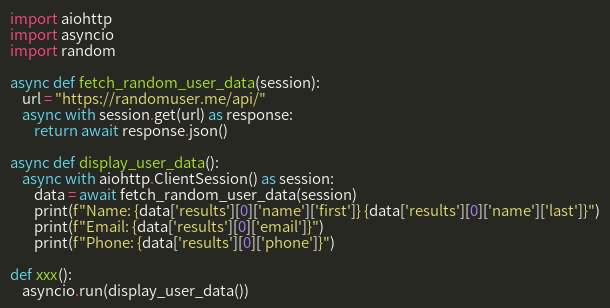 import aiohttp
import asyncio
import random

async def fetch_random_user_data(session):
    url = "https://randomuser.me/api/"
    async with session.get(url) as response:
        return await response.json()

async def display_user_data():
    async with aiohttp.ClientSession() as session:
        data = await fetch_random_user_data(session)
        print(f"Name: {data['results'][0]['name']['first']} {data['results'][0]['name']['last']}")
        print(f"Email: {data['results'][0]['email']}")
        print(f"Phone: {data['results'][0]['phone']}")

def xxx():
    asyncio.run(display_user_data())